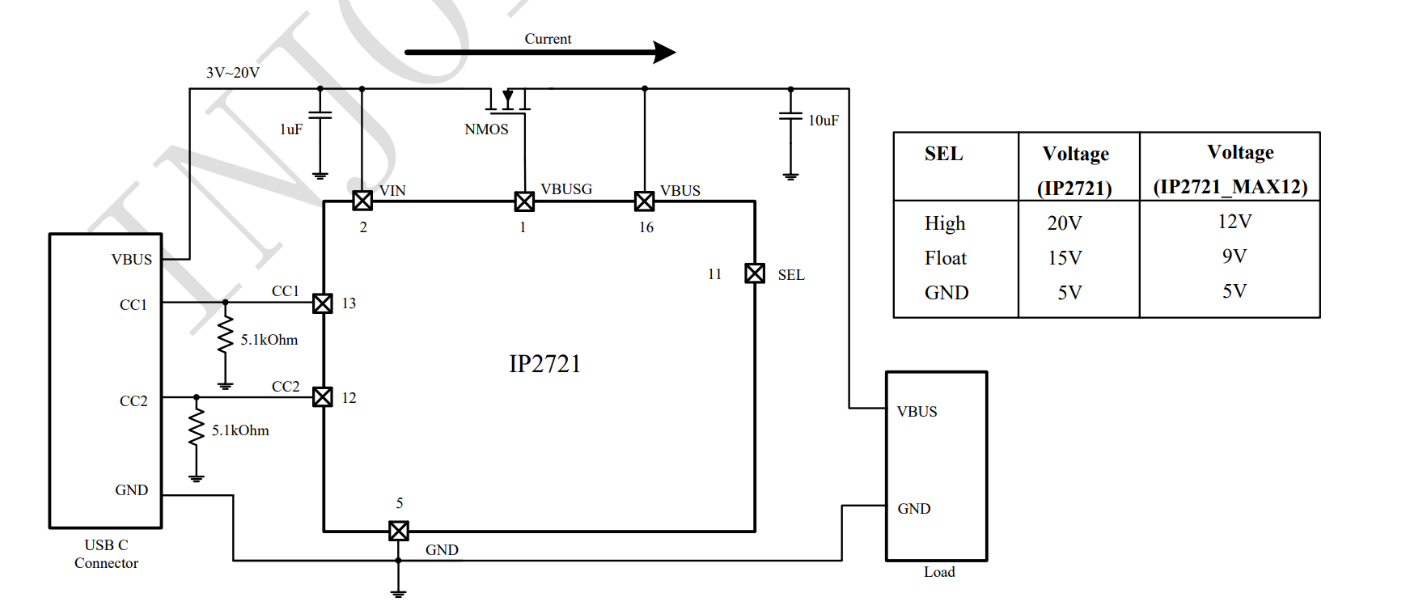 Current
3V~20V
1uF
NMOS
10uF
VIN
VBUSG
VBUS
2
1
16
VBUS
CC1
CC1
13
5.1kOhm
11
SEL
IP2721
CC2
CC2
12
5.1kOhm
GND
5
GND
USB C
Connector
SEL Voltage Voltage
(IP2721) (IP2721_MAX12)
High 20V 12V
Float 15V 9V
GND 5V 5V
VBUS
GND
Load
INJO